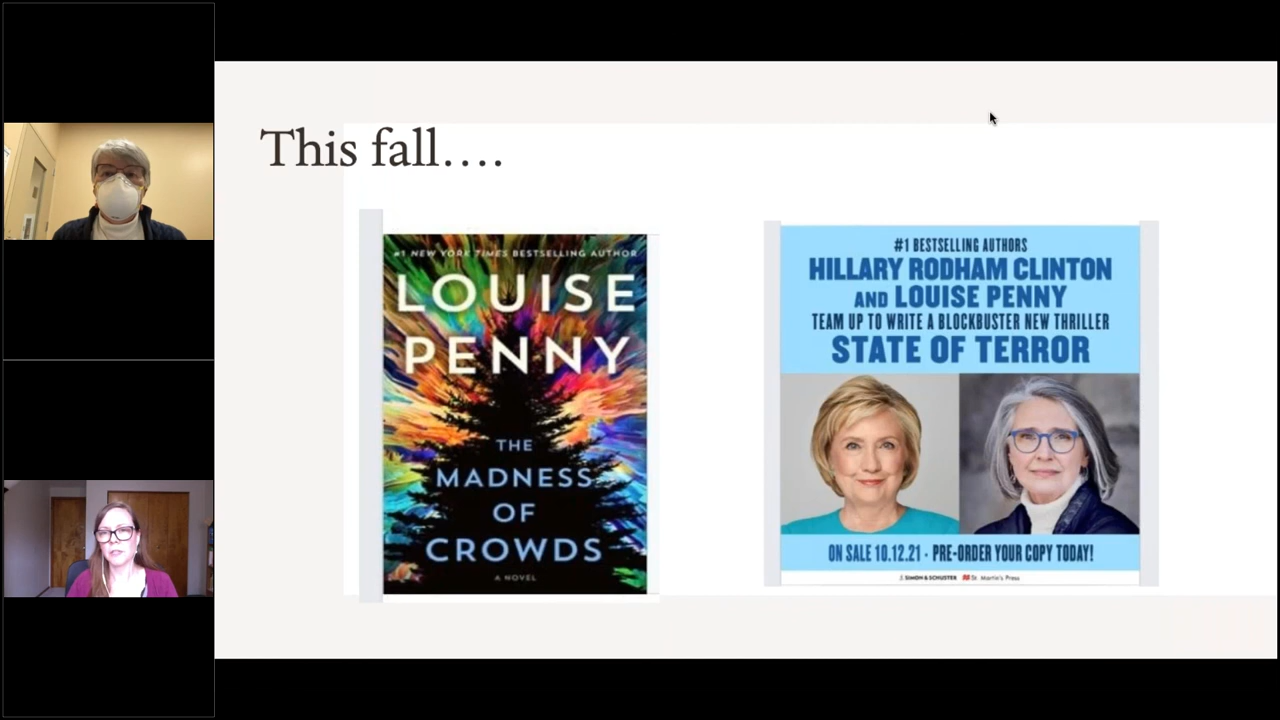 This fall....
#1 NEW YORK TIMES BESTSELLING AUTHOR
LOUISE
PENNY
THE
MADNESS
OF
CROWDS
A NOVEL
#1 BESTSELLING AUTHORS
HILLARY RODHAM CLINTON
AND LOUISE PENNY
TEAM UP TO WRITE A BLOCKBUSTER NEW THRILLER
STATE OF TERROR
ON SALE 10.12.21 · PRE-ORDER YOUR COPY TODAY!
SIMON & SCHUSTER St. Martin's Press